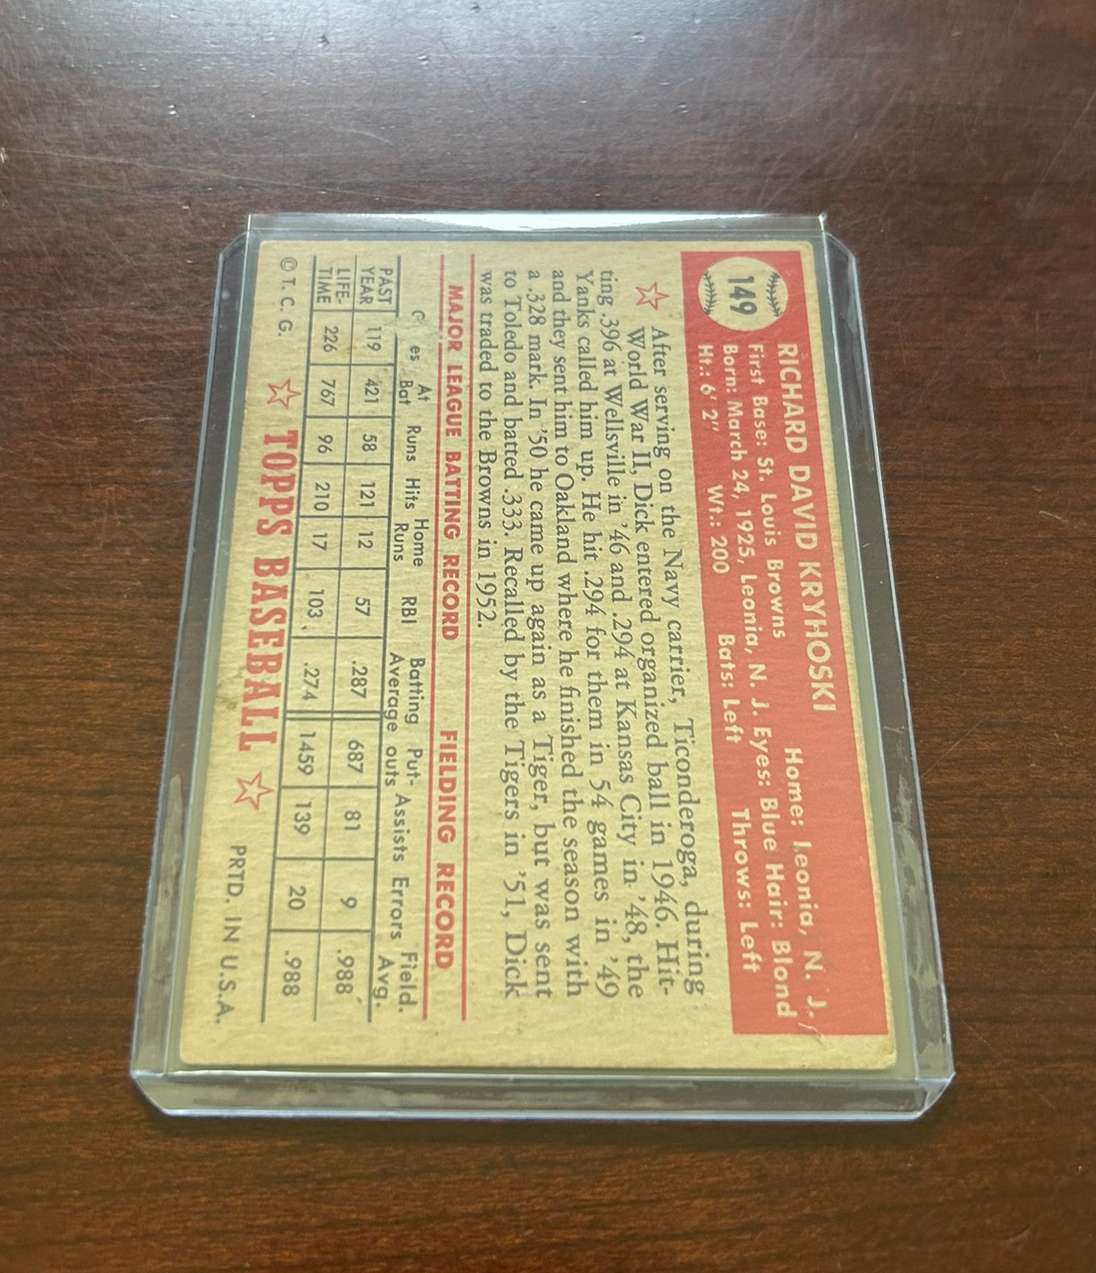 149
RICHARD DAVID KRYHOSKI Home: Leonia, N. J.
First Base: St. Louis Browns
Born: March 24, 1925, Leonia, N. J. Eyes: Blue Hair: Blond
Ht.: 6' 2" Wt.: 200 Bats: Left Throws: Left
After serving on the Navy carrier, Ticonderoga, during
World War II, Dick entered organized ball in 1946. Hit-
ting .396 at Wellsville in '46 and .294 at Kansas City in '48, the
Yanks called him up. He hit .294 for them in 54 games in '49
and they sent him to Oakland where he finished the season with
a .328 mark. In '50 he came up again as a Tiger, but was sent
to Toledo and batted .333. Recalled by the Tigers in '51, Dick
was traded to the Browns in 1952.
MAJOR LEAGUE BATTING RECORD FIELDING RECORD
At Bat Runs Hits Home Runs RBI Batting Average Put-outs Assists Errors Field. Avg.
PAST YEAR 119 421 58 121 12 57 .287 687 81 9 .988
LIFE-TIME 226 767 96 210 17 103 .274 1459 139 20 .988
© T. C. G. TOPPS BASEBALL PRTD. IN U.S.A.